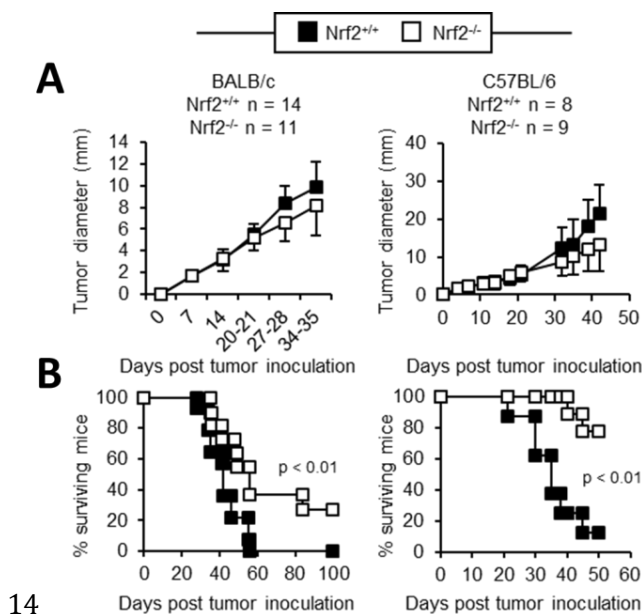 ■ Nrf2+/+ □ Nrf2-/-
A
BALB/c
Nrf2+/+ n = 14
Nrf2-/- n = 11
Tumor diameter (mm)
14
12
10
8
6
4
2
0
0 7 14 20-21 27-28 34-35
Days post tumor inoculation
C57BL/6
Nrf2+/+ n = 8
Nrf2-/- n = 9
Tumor diameter (mm)
40
30
20
10
0
0 10 20 30 40 50
Days post tumor inoculation
B
% surviving mice
100
80
60
40
20
0
p < 0.01
0 20 40 60 80 100
Days post tumor inoculation
% surviving mice
100
80
60
40
20
0
p < 0.01
0 10 20 30 40 50 60
Days post tumor inoculation
14